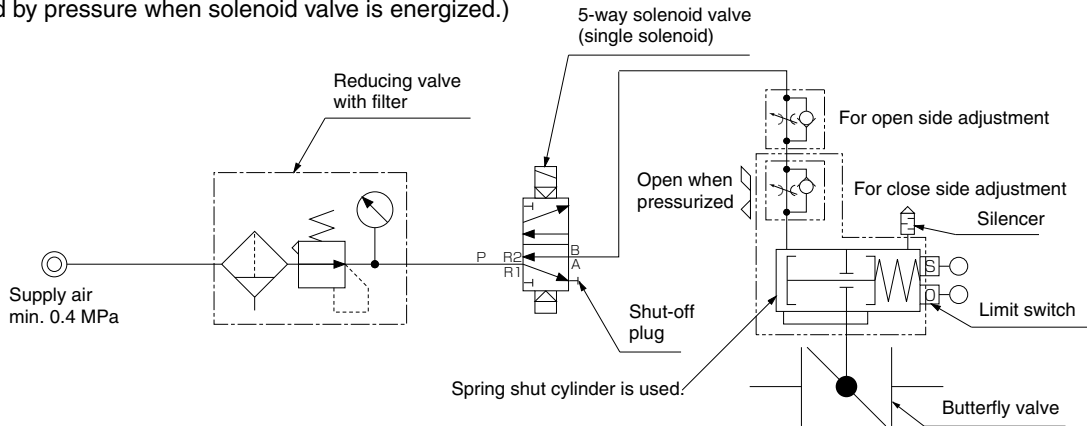 d by pressure when solenoid valve is energized.)
5-way solenoid valve
(single solenoid)
Reducing valve
with filter
For open side adjustment
Open when
pressurized
For close side adjustment
Silencer
P R2 B
R1 A
S
O
Supply air
min. 0.4 MPa
Shut-off
plug
Limit switch
Spring shut cylinder is used.
Butterfly valve